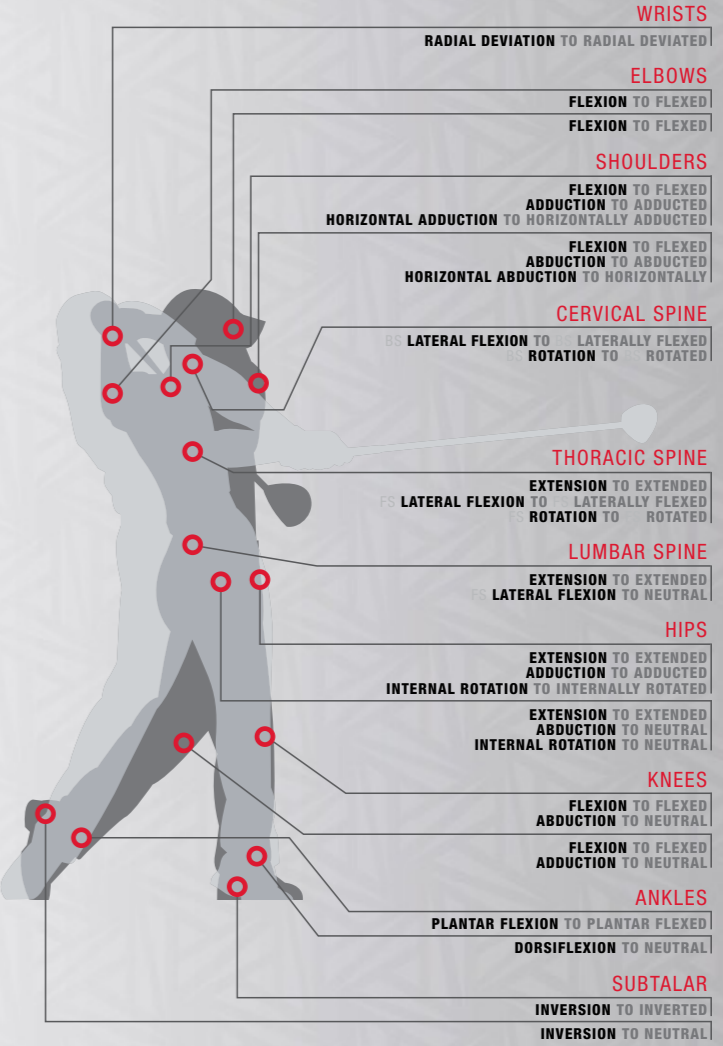 WRISTS
RADIAL DEVIATION TO RADIAL DEVIATED
ELBOWS
FLEXION TO FLEXED
FLEXION TO FLEXED
SHOULDERS
FLEXION TO FLEXED
ADDUCTION TO ADDUCTED
HORIZONTAL ADDUCTION TO HORIZONTALLY ADDUCTED
FLEXION TO FLEXED
ABDUCTION TO ABDUCTED
HORIZONTAL ABDUCTION TO HORIZONTALLY
CERVICAL SPINE
BS LATERAL FLEXION TO BS LATERALLY FLEXED
BS ROTATION TO BS ROTATED
THORACIC SPINE
EXTENSION TO EXTENDED
FS LATERAL FLEXION TO FS LATERALLY FLEXED
FS ROTATION TO ROTATED
LUMBAR SPINE
EXTENSION TO EXTENDED
FS LATERAL FLEXION TO NEUTRAL
HIPS
EXTENSION TO EXTENDED
ADDUCTION TO ADDUCTED
INTERNAL ROTATION TO INTERNALLY ROTATED
EXTENSION TO EXTENDED
ABDUCTION TO NEUTRAL
INTERNAL ROTATION TO NEUTRAL
KNEES
FLEXION TO FLEXED
ABDUCTION TO NEUTRAL
FLEXION TO FLEXED
ADDUCTION TO NEUTRAL
ANKLES
PLANTAR FLEXION TO PLANTAR FLEXED
DORSIFLEXION TO NEUTRAL
SUBTALAR
INVERSION TO INVERTED
INVERSION TO NEUTRAL